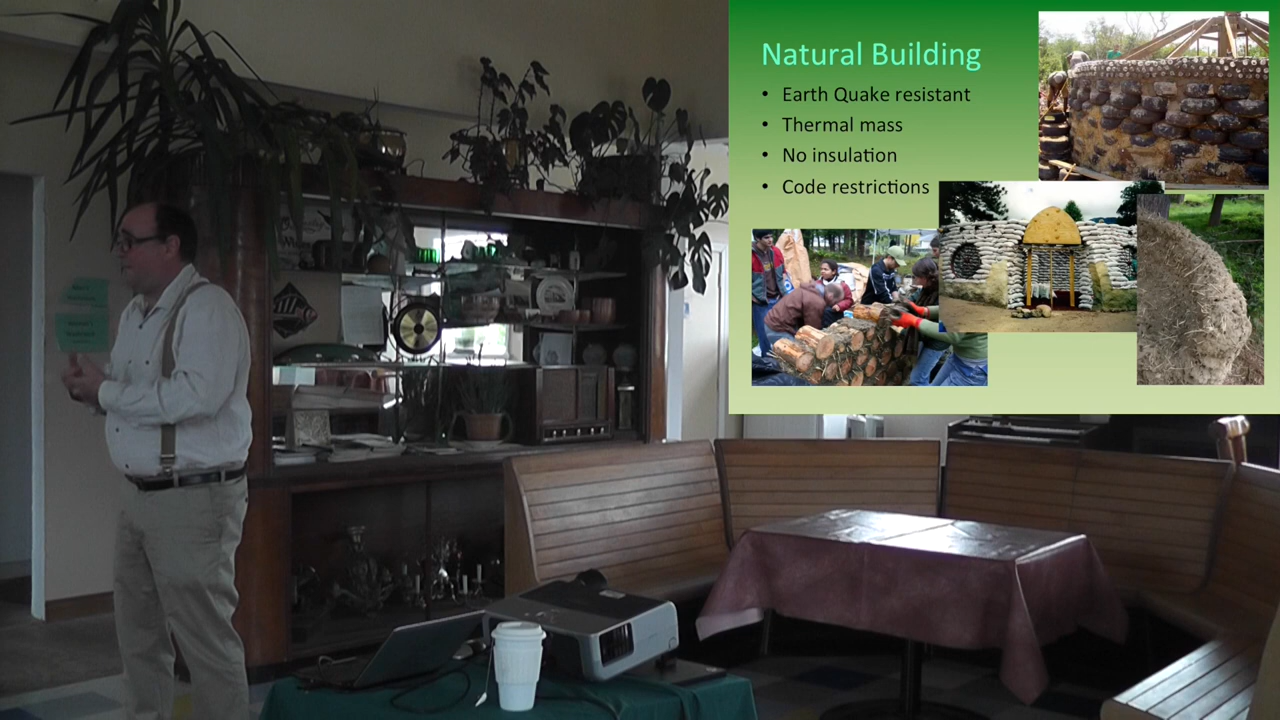 Natural Building
• Earth Quake resistant
• Thermal mass
• No insulation
• Code restrictions